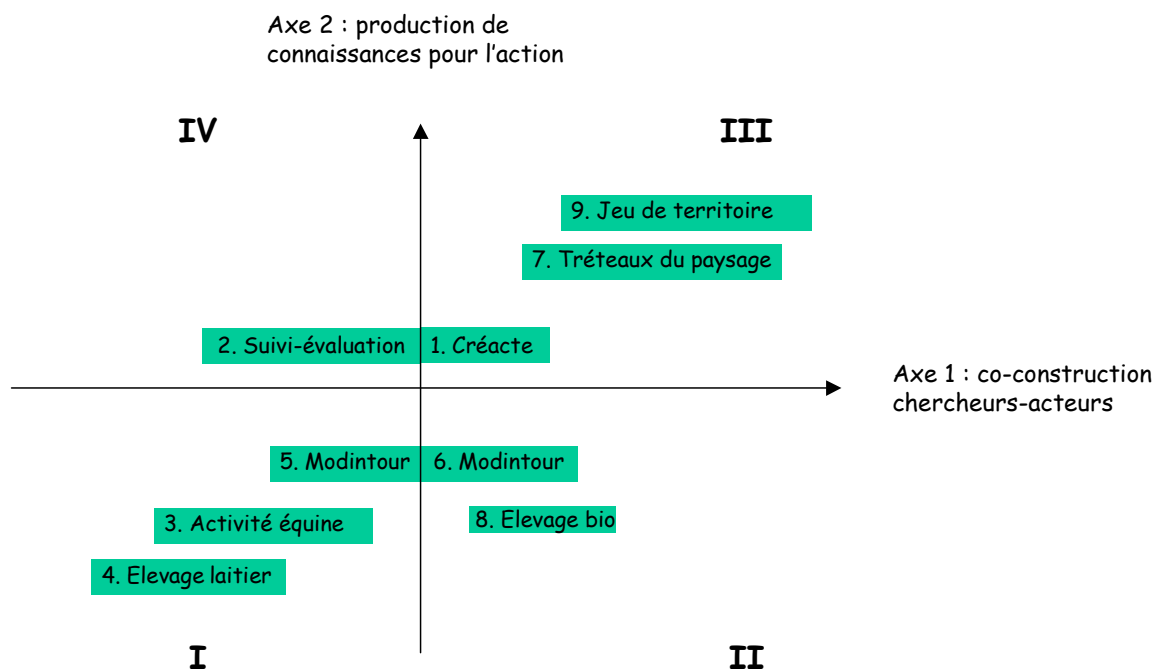 Axe 2 : production de
connaissances pour l'action
IV
III
9. Jeu de territoire
7. Tréteaux du paysage
2. Suivi-évaluation
1. Créacte
Axe 1 : co-construction
chercheurs-acteurs
5. Modintour
6. Modintour
3. Activité équine
8. Elevage bio
4. Elevage laitier
I
II